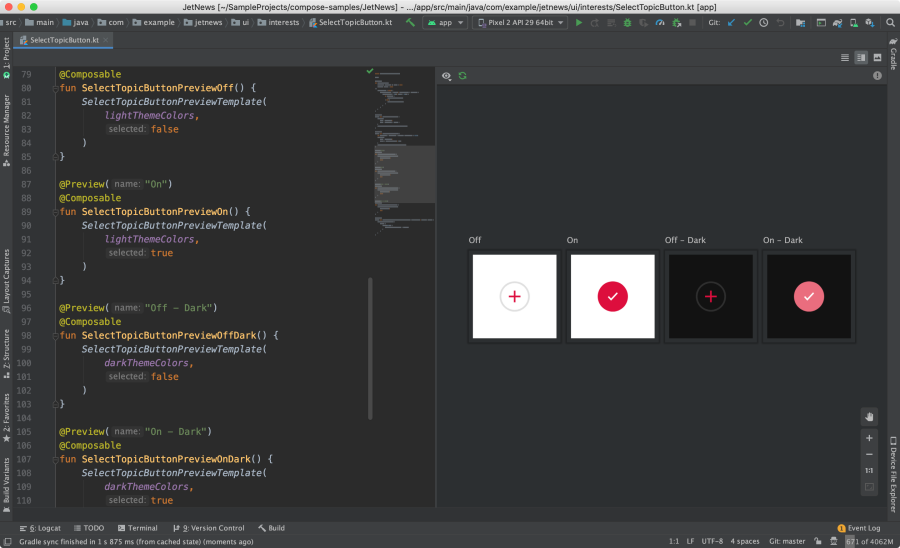 JetNews [~/SampleProjects/compose-samples/JetNews] - .../app/src/main/java/com/example/jetnews/ui/interests/SelectTopicButton.kt [app]
src main java com example jetnews ui interests SelectTopicButton.kt app Pixel 2 API 29 64bit Git:
SelectTopicButton.kt
1: Project
Resource Manager
Layout Captures
Z: Structure
2: Favorites
Build Variants
79 @Composable
80 fun SelectTopicButtonPreviewOff() {
81 SelectTopicButtonPreviewTemplate(
82 lightThemeColors,
83 selected: false
84 )
85 }
86
87 @Preview( name: "On")
88 @Composable
89 fun SelectTopicButtonPreviewOn() {
90 SelectTopicButtonPreviewTemplate(
91 lightThemeColors,
92 selected: true
93 )
94 }
95
96 @Preview( name: "Off - Dark")
97 @Composable
98 fun SelectTopicButtonPreviewOffDark() {
99 SelectTopicButtonPreviewTemplate(
100 darkThemeColors,
101 selected: false
102 )
103 }
104
105 @Preview( name: "On - Dark")
106 @Composable
107 fun SelectTopicButtonPreviewOnDark() {
108 SelectTopicButtonPreviewTemplate(
109 darkThemeColors,
110 selected: true
Off On Off - Dark On - Dark
1:1
Gradle
Device File Explorer
6: Logcat TODO Terminal 9: Version Control Build 1 Event Log
Gradle sync finished in 1 s 875 ms (from cached state) (moments ago) 1:1 LF UTF-8 4 spaces Git: master 671 of 4062M